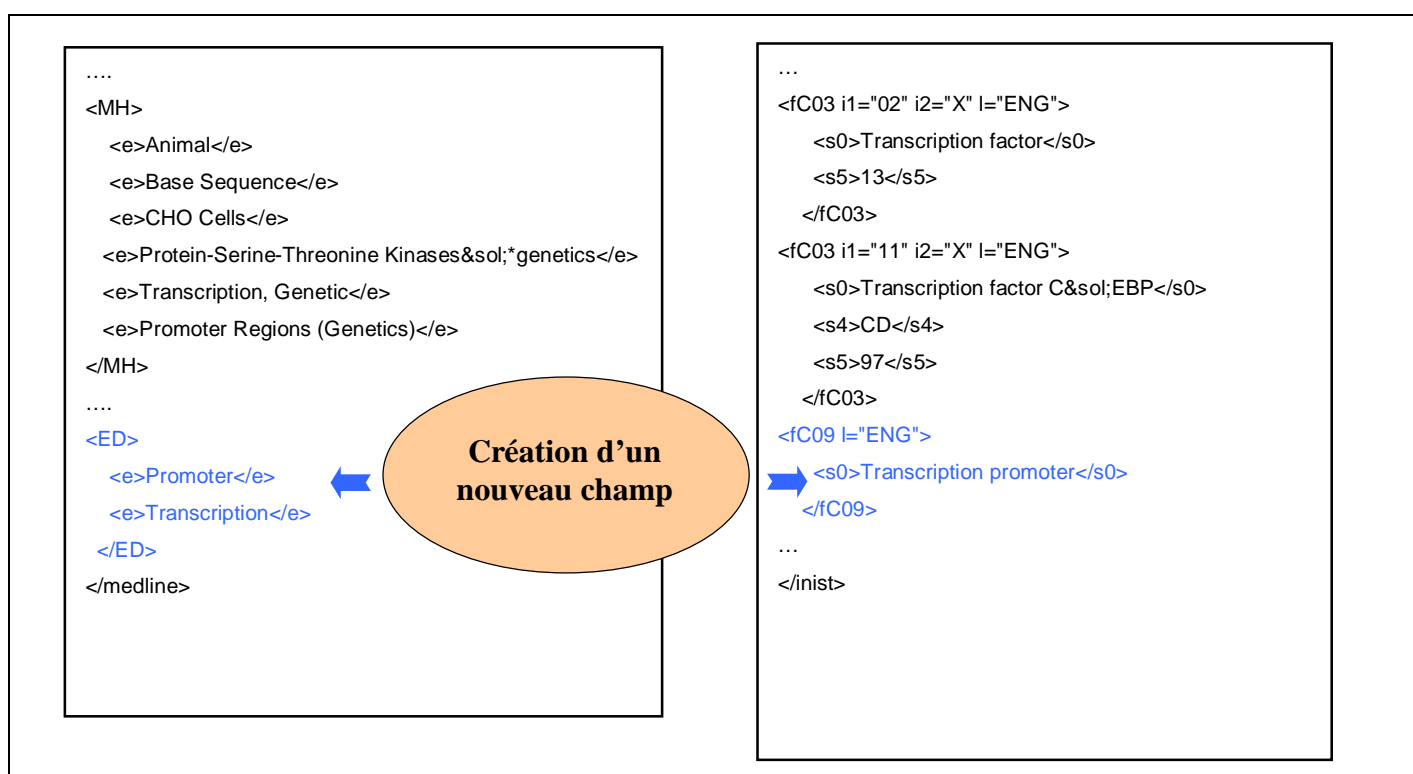 ….
<MH>
<e>Animal</e>
<e>Base Sequence</e>
<e>CHO Cells</e>
<e>Protein-Serine-Threonine Kinases&sol;*genetics</e>
<e>Transcription, Genetic</e>
<e>Promoter Regions (Genetics)</e>
</MH>
….
<ED>
<e>Promoter</e>
<e>Transcription</e>
</ED>
</medline>
Création d’un
nouveau champ
…
<fC03 i1="02" i2="X" l="ENG">
<s0>Transcription factor</s0>
<s5>13</s5>
</fC03>
<fC03 i1="11" i2="X" l="ENG">
<s0>Transcription factor C&sol;EBP</s0>
<s4>CD</s4>
<s5>97</s5>
</fC03>
<fC09 l="ENG">
<s0>Transcription promoter</s0>
</fC09>
…
</inist>